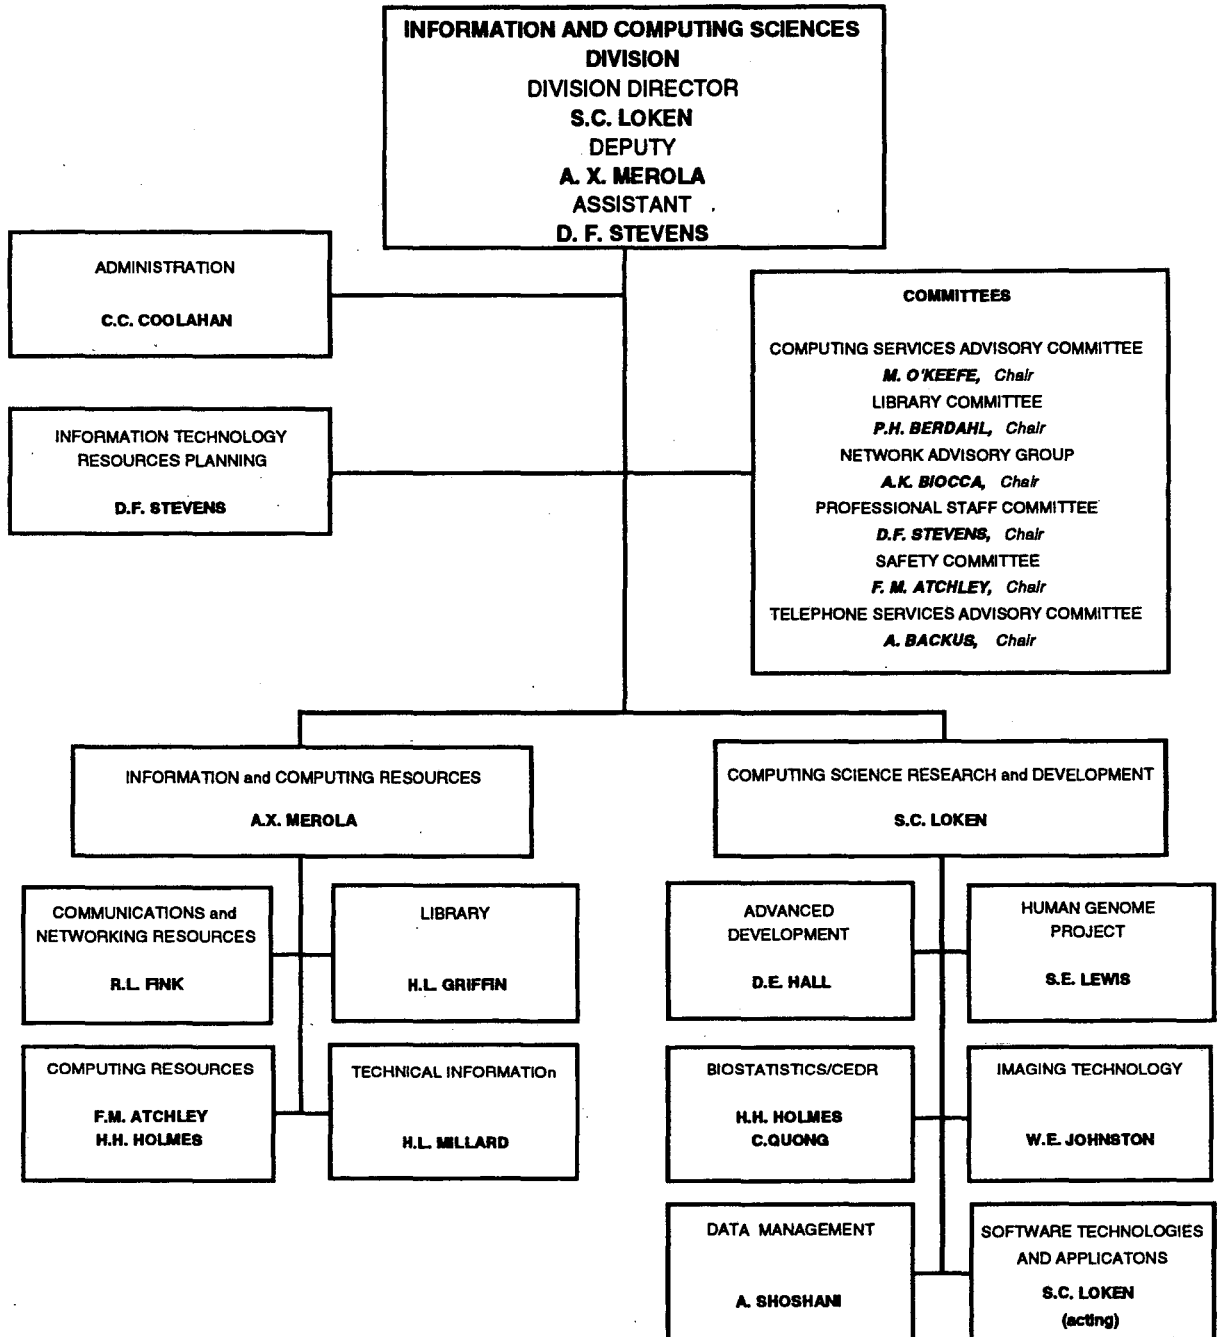 INFORMATION AND COMPUTING SCIENCES
DIVISION
DIVISION DIRECTOR
S.C. LOKEN
DEPUTY
A. X. MEROLA
ASSISTANT
D. F. STEVENS
ADMINISTRATION
C.C. COOLAHAN
INFORMATION TECHNOLOGY
RESOURCES PLANNING
D.F. STEVENS
COMMITTEES
COMPUTING SERVICES ADVISORY COMMITTEE
M. O'KEEFE, Chair
LIBRARY COMMITTEE
P.H. BERDAHL, Chair
NETWORK ADVISORY GROUP
A.K. BIOCCA, Chair
PROFESSIONAL STAFF COMMITTEE
D.F. STEVENS, Chair
SAFETY COMMITTEE
F. M. ATCHLEY, Chair
TELEPHONE SERVICES ADVISORY COMMITTEE
A. BACKUS, Chair
INFORMATION and COMPUTING RESOURCES
A.X. MEROLA
COMMUNICATIONS and
NETWORKING RESOURCES
R.L. FINK
LIBRARY
H.L. GRIFFIN
COMPUTING RESOURCES
F.M. ATCHLEY
H.H. HOLMES
TECHNICAL INFORMATIOn
H.L. MILLARD
COMPUTING SCIENCE RESEARCH and DEVELOPMENT
S.C. LOKEN
ADVANCED
DEVELOPMENT
D.E. HALL
HUMAN GENOME
PROJECT
S.E. LEWIS
BIOSTATISTICS/CEDR
H.H. HOLMES
C.QUONG
IMAGING TECHNOLOGY
W.E. JOHNSTON
DATA MANAGEMENT
A. SHOSHANI
SOFTWARE TECHNOLOGIES
AND APPLICATONS
S.C. LOKEN
(acting)